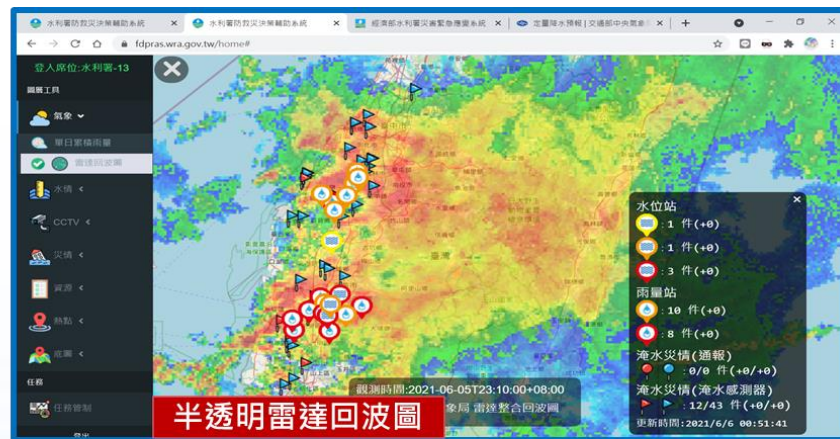 水利署防救災決策輔助系統
水利署防救災決策輔助系統
經濟部水利署災害緊急應變系統
定量降水預報 | 交通部中央氣象
fdpras.wra.gov.tw/home#
登入席位:水利署-13
圖層工具
氣象
單日累積雨量
雷達回波圖
水情
CCTV
災情
資源
熱點
底圖
任務
任務管制
登出
臺灣
水位站
: 1 件(+0)
: 1 件(+0)
: 3 件(+0)
雨量站
: 10 件(+0)
: 8 件(+0)
淹水災情(通報)
: 0/0 件(+0/+0)
淹水災情(淹水感測器)
: 12/43 件(+0/+0)
更新時間:2021/6/6 00:51:41
觀測時間:2021-06-05T23:10:00+08:00
象局 雷達整合回波圖
半透明雷達回波圖